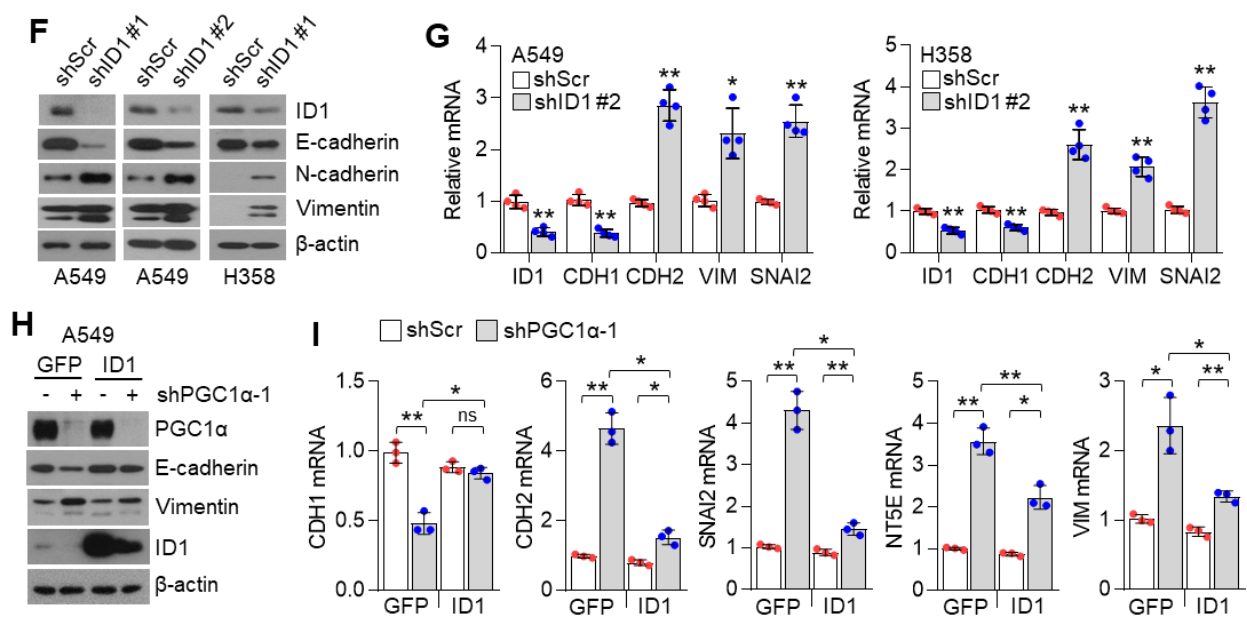 F
shScr
shID1 #1
shScr
shID1 #2
shScr
shID1 #1
ID1
E-cadherin
N-cadherin
Vimentin
β-actin
A549 A549 H358
G
A549
shScr
shID1 #2
Relative mRNA
4
3
2
1
0
** ** ** * **
ID1 CDH1 CDH2 VIM SNAI2
H358
shScr
shID1 #2
Relative mRNA
5
4
3
2
1
0
** ** ** ** **
ID1 CDH1 CDH2 VIM SNAI2
H
A549
GFP ID1
- + - + shPGC1α-1
PGC1α
E-cadherin
Vimentin
ID1
β-actin
I
shScr shPGC1α-1
CDH1 mRNA
1.5
1.0
0.5
0.0
*
** ns
GFP ID1
CDH2 mRNA
6
4
2
0
*
** *
GFP ID1
SNAI2 mRNA
5
4
3
2
1
0
*
** **
GFP ID1
NT5E mRNA
5
4
3
2
1
0
**
** *
GFP ID1
VIM mRNA
3
2
1
0
*
* **
GFP ID1